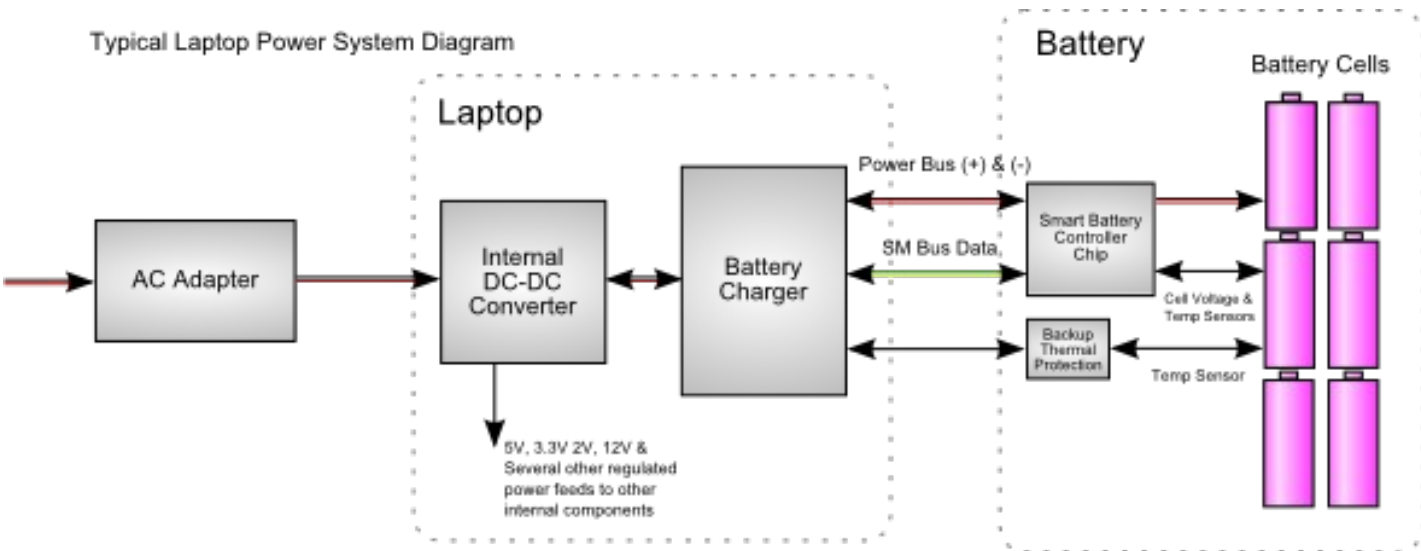 Typical Laptop Power System Diagram
Battery
Battery Cells
Laptop
Power Bus (+) & (-)
Smart Battery
Controller
Chip
SM Bus Data
AC Adapter
Internal
DC-DC
Converter
Battery
Charger
Cell Voltage &
Temp Sensors
Backup
Thermal
Protection
Temp Sensor
5V, 3.3V 2V, 12V &
Several other regulated
power feeds to other
internal components